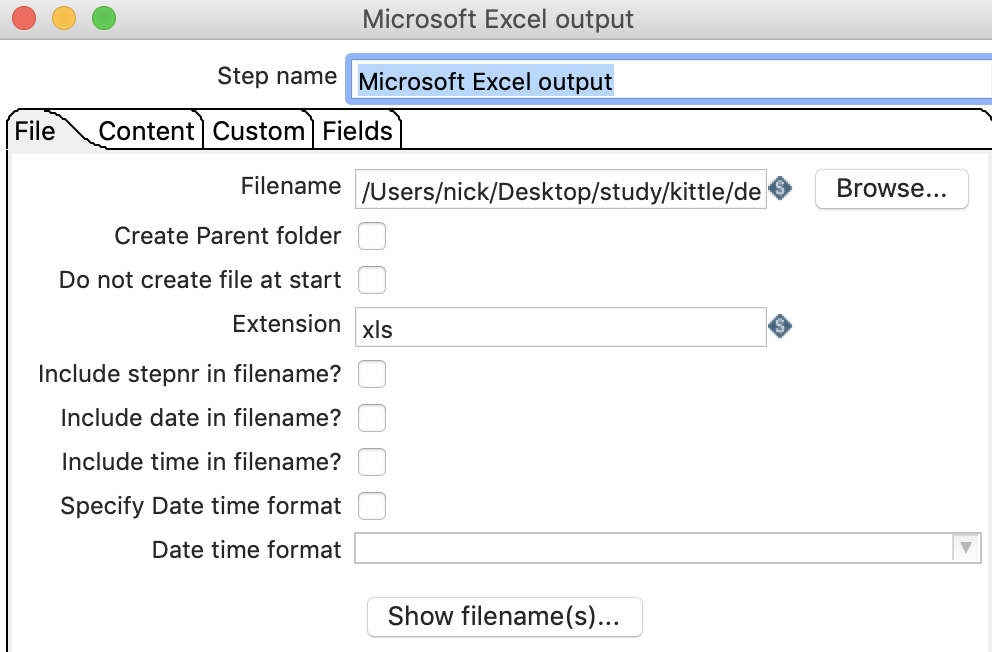 Microsoft Excel output
Step name Microsoft Excel output
File Content Custom Fields
Filename /Users/nick/Desktop/study/kittle/de S Browse...
Create Parent folder
Do not create file at start
Extension xls S
Include stepnr in filename?
Include date in filename?
Include time in filename?
Specify Date time format
Date time format
Show filename(s)...